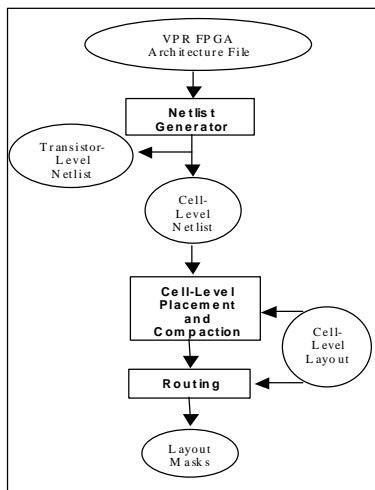 VPR FPGA
Architecture File
Netlist
Generator
Transistor-
Level
Netlist
Cell-
Level
Netlist
Cell-Level
Placement
and
Compaction
Cell-
Level
Layout
Routing
Layout
Masks